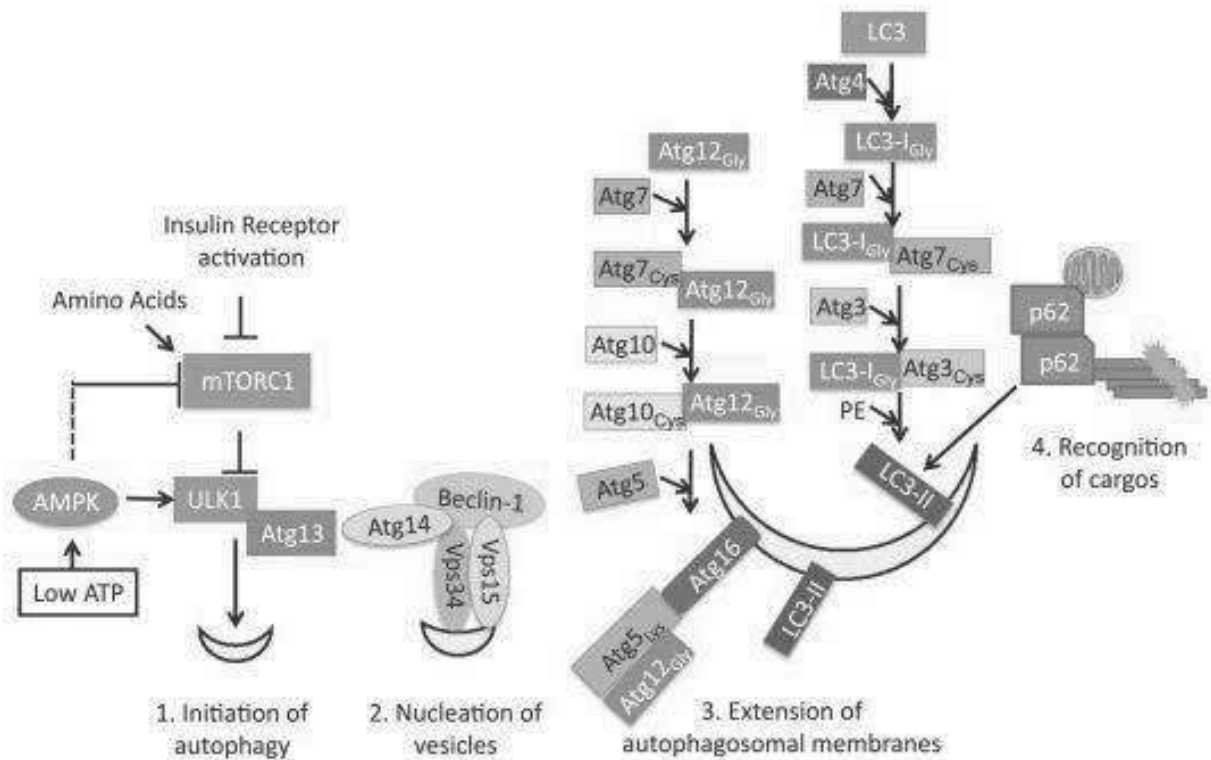 Insulin Receptor
activation
Amino Acids
mTORC1
AMPK
ULK1
Atg13
Low ATP
1. Initiation of
autophagy
Beclin-1
Atg14
Vps34
Vps15
2. Nucleation of
vesicles
Atg12Gly
Atg7
Atg7Cys
Atg12Gly
Atg10
Atg10Cys
Atg12Gly
Atg5
Atg16
Atg5Lys
Atg12Gly
LC3
Atg4
LC3-IGly
Atg7
LC3-IGly
Atg7Cys
Atg3
LC3-IGly
Atg3Cys
PE
LC3-II
LC3-II
3. Extension of
autophagosomal membranes
p62
p62
4. Recognition
of cargos